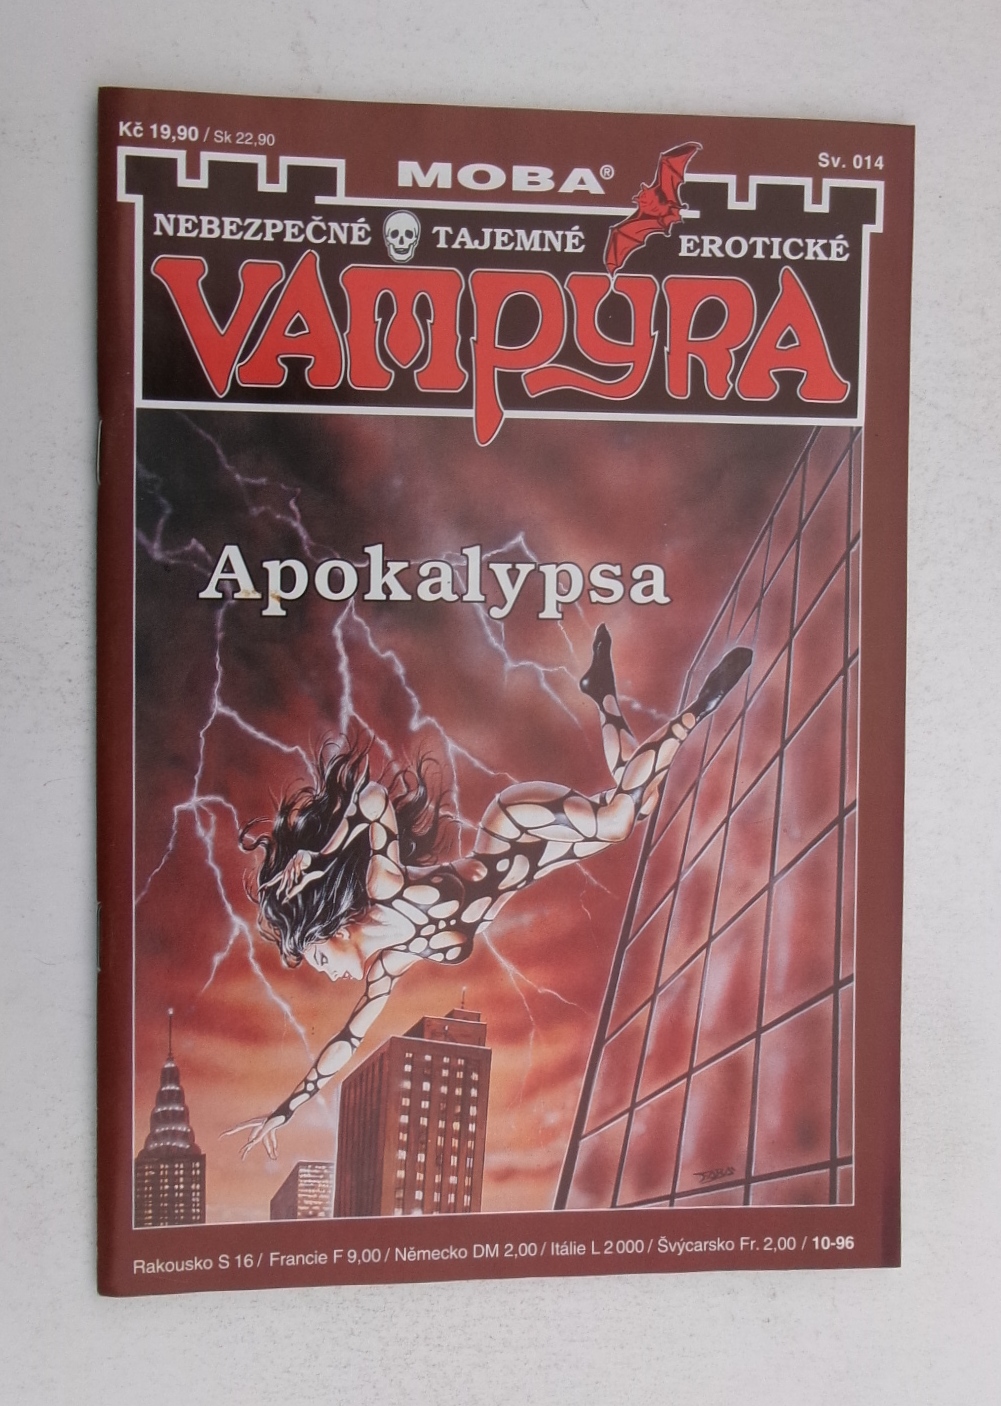 Kč 19,90 / Sk 22,90
MOBA®
Sv. 014
NEBEZPEČNÉ TAJEMNÉ EROTICKÉ
VAMPYRA
Apokalypsa
Rakousko S 16 / Francie F 9,00 / Německo DM 2,00 / Itálie L 2 000 / Švýcarsko Fr. 2,00 / 10-96